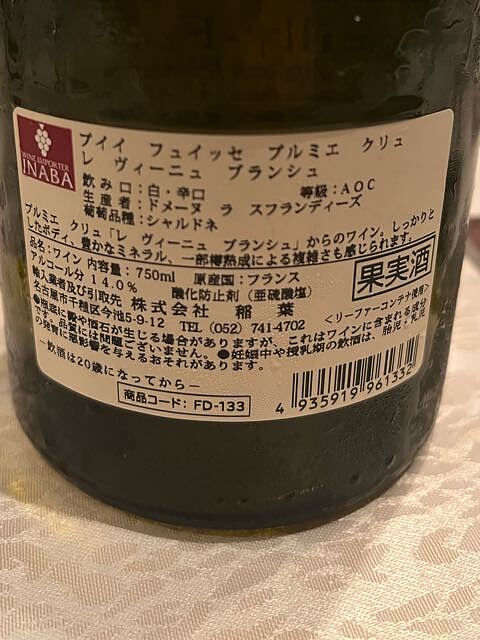 WINE IMPORTER
INABA
プイイ フュイッセ プルミエ クリュ
レ ヴィーニュ ブランシュ
飲み口：白・辛口 等級：AOC
生産者：ドメーヌ ラ スフランディーズ
葡萄品種：シャルドネ
プルミエ クリュ「レ ヴィーニュ ブランシュ」からのワイン。しっかりと
したボディ、豊かなミネラル、一部樽熟成による複雑さも感じられます。
品名：ワイン 内容量：750ml 原産国：フランス
アルコール分 14.0% 酸化防止剤（亜硫酸塩）
果実酒
輸入業者及び引取先 株式会社 稲葉 <リーファーコンテナ使用>
名古屋市千種区今池5-9-12 TEL (052) 741-4702
●瓶底に澱や酒石が生じる場合がありますが、これはワインに含まれる成分
です。品質には問題ございません。●妊娠中や授乳期の飲酒は、胎児・乳児
の発育に悪影響を与えるおそれがあります。
―飲酒は20歳になってから―
商品コード：FD-133
4 935919 961332